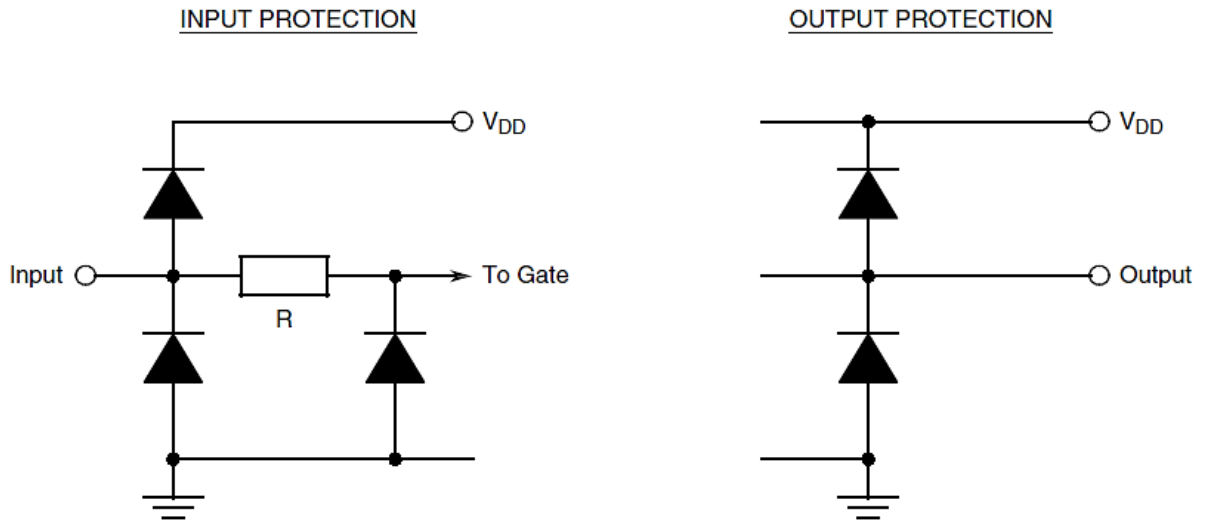 INPUT PROTECTION
OUTPUT PROTECTION
VDD
VDD
Input
To Gate
Output
R